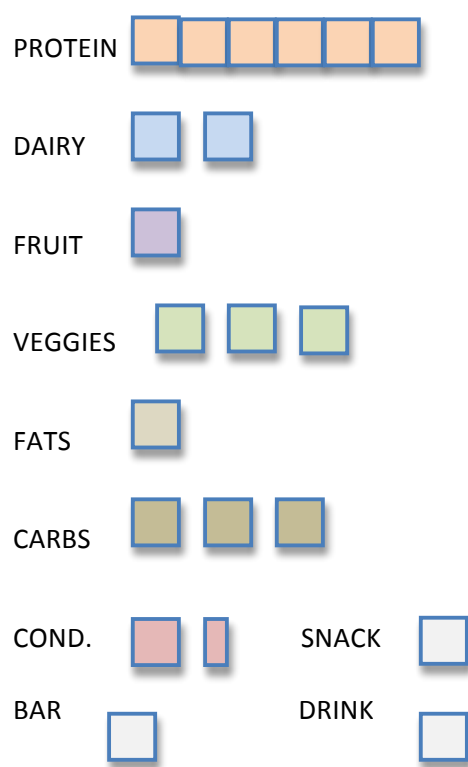 PROTEIN
DAIRY
FRUIT
VEGGIES
FATS
CARBS
COND. SNACK
BAR DRINK